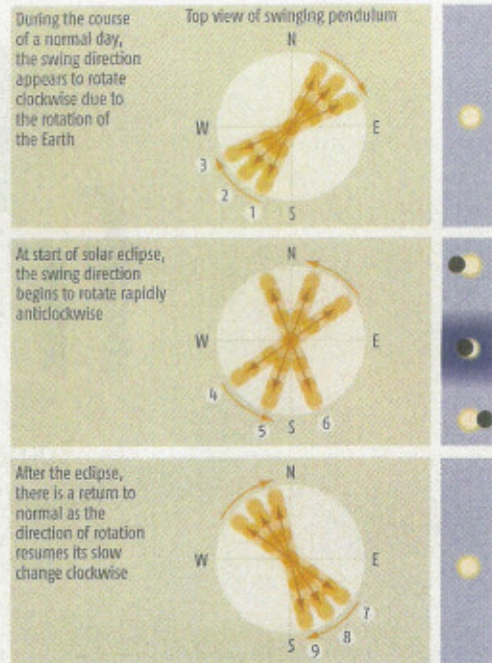 During the course
of a normal day,
the swing direction
appears to rotate
clockwise due to
the rotation of
the Earth
Top view of swinging pendulum
N
W
E
3
2
1
S
At start of solar eclipse,
the swing direction
begins to rotate rapidly
anticlockwise
N
W
E
4
5
S
6
After the eclipse,
there is a return to
normal as the
direction of rotation
resumes its slow
change clockwise
N
W
E
7
8
9
S